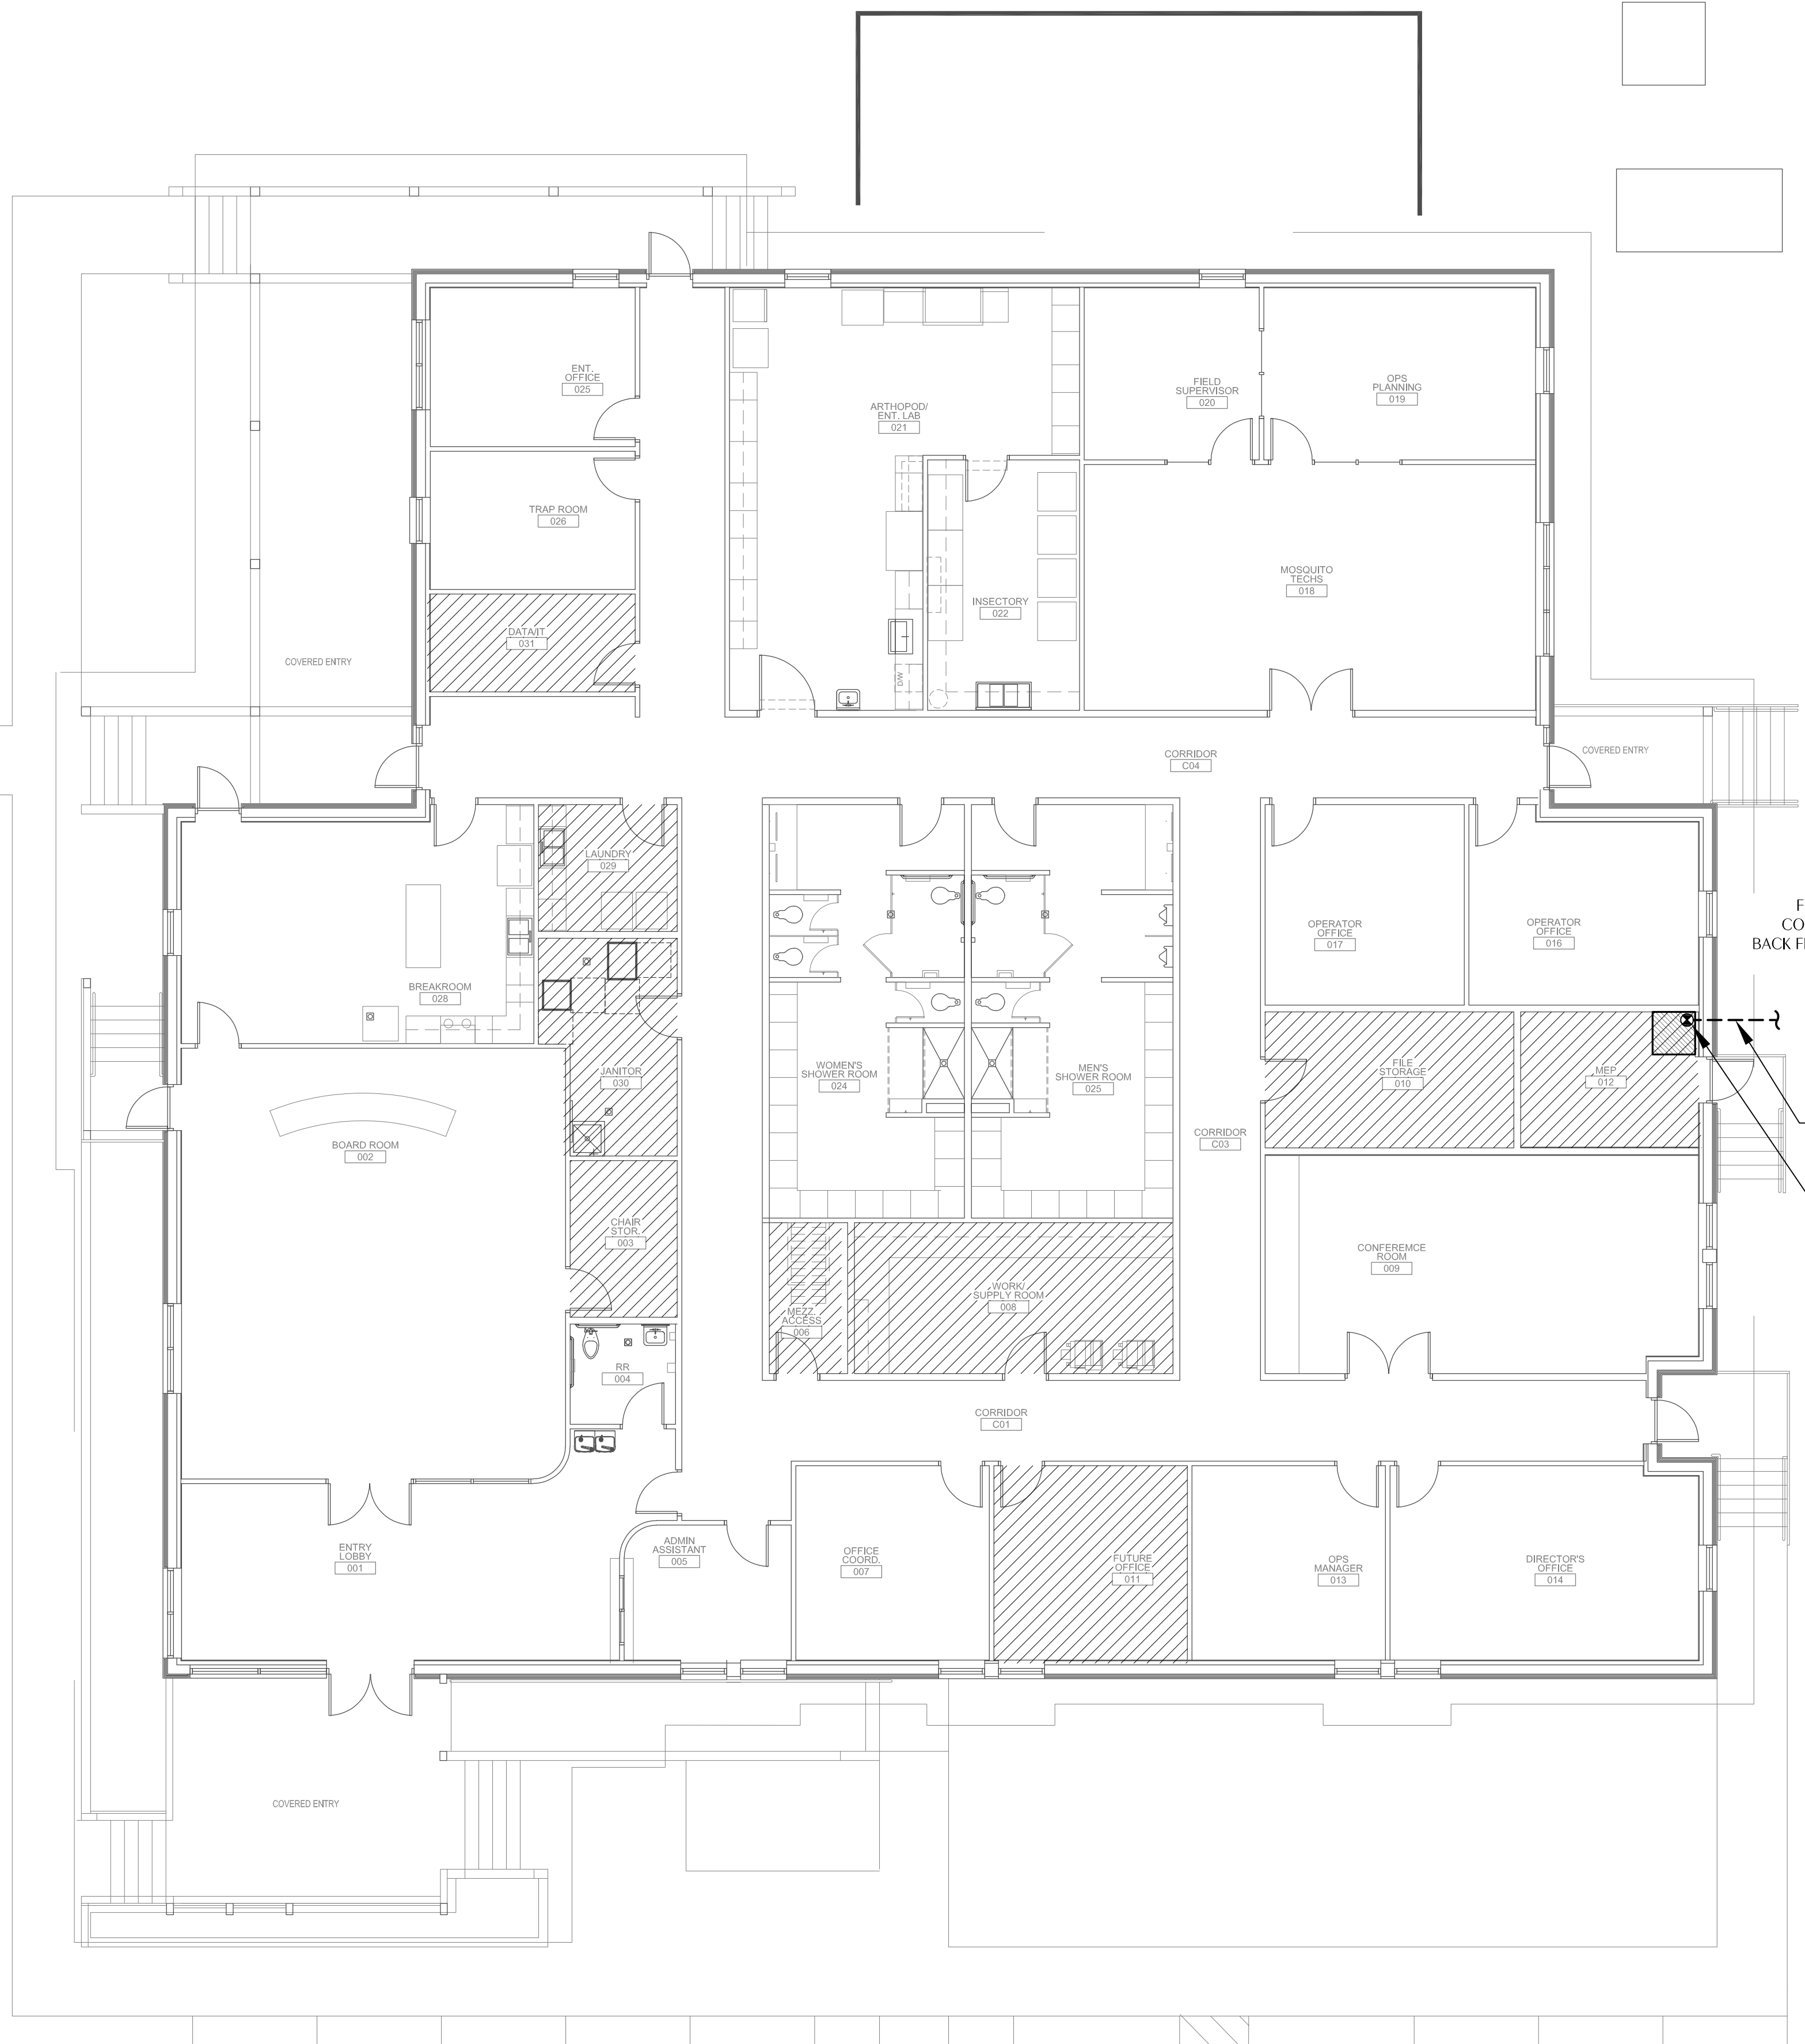 ENT.
OFFICE
025
ARTHOPOD/
ENT. LAB
021
FIELD
SUPERVISOR
020
OPS
PLANNING
019
TRAP ROOM
026
MOSQUITO
TECHS
018
INSECTORY
022
DATA/IT
031
COVERED ENTRY
D/W
CORRIDOR
C04
COVERED ENTRY
LAUNDRY
029
OPERATOR
OFFICE
017
OPERATOR
OFFICE
016
F
CO
BACK F
BREAKROOM
028
WOMEN'S
SHOWER ROOM
024
MEN'S
SHOWER ROOM
025
JANITOR
030
FILE
STORAGE
010
MEP
012
BOARD ROOM
002
CORRIDOR
C03
CHAIR
STOR.
003
CONFEREMCE
ROOM
009
WORK/
SUPPLY ROOM
008
MEZZ.
ACCESS
006
RR
004
CORRIDOR
C01
ENTRY
LOBBY
001
ADMIN
ASSISTANT
005
OFFICE
COORD.
007
FUTURE
OFFICE
011
OPS
MANAGER
013
DIRECTOR'S
OFFICE
014
COVERED ENTRY